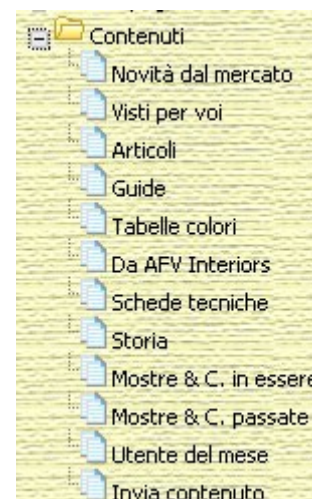 Contenuti
Novità dal mercato
Visti per voi
Articoli
Guide
Tabelle colori
Da AFV Interiors
Schede tecniche
Storia
Mostre & C. in essere
Mostre & C. passate
Utente del mese
Invia contenuto